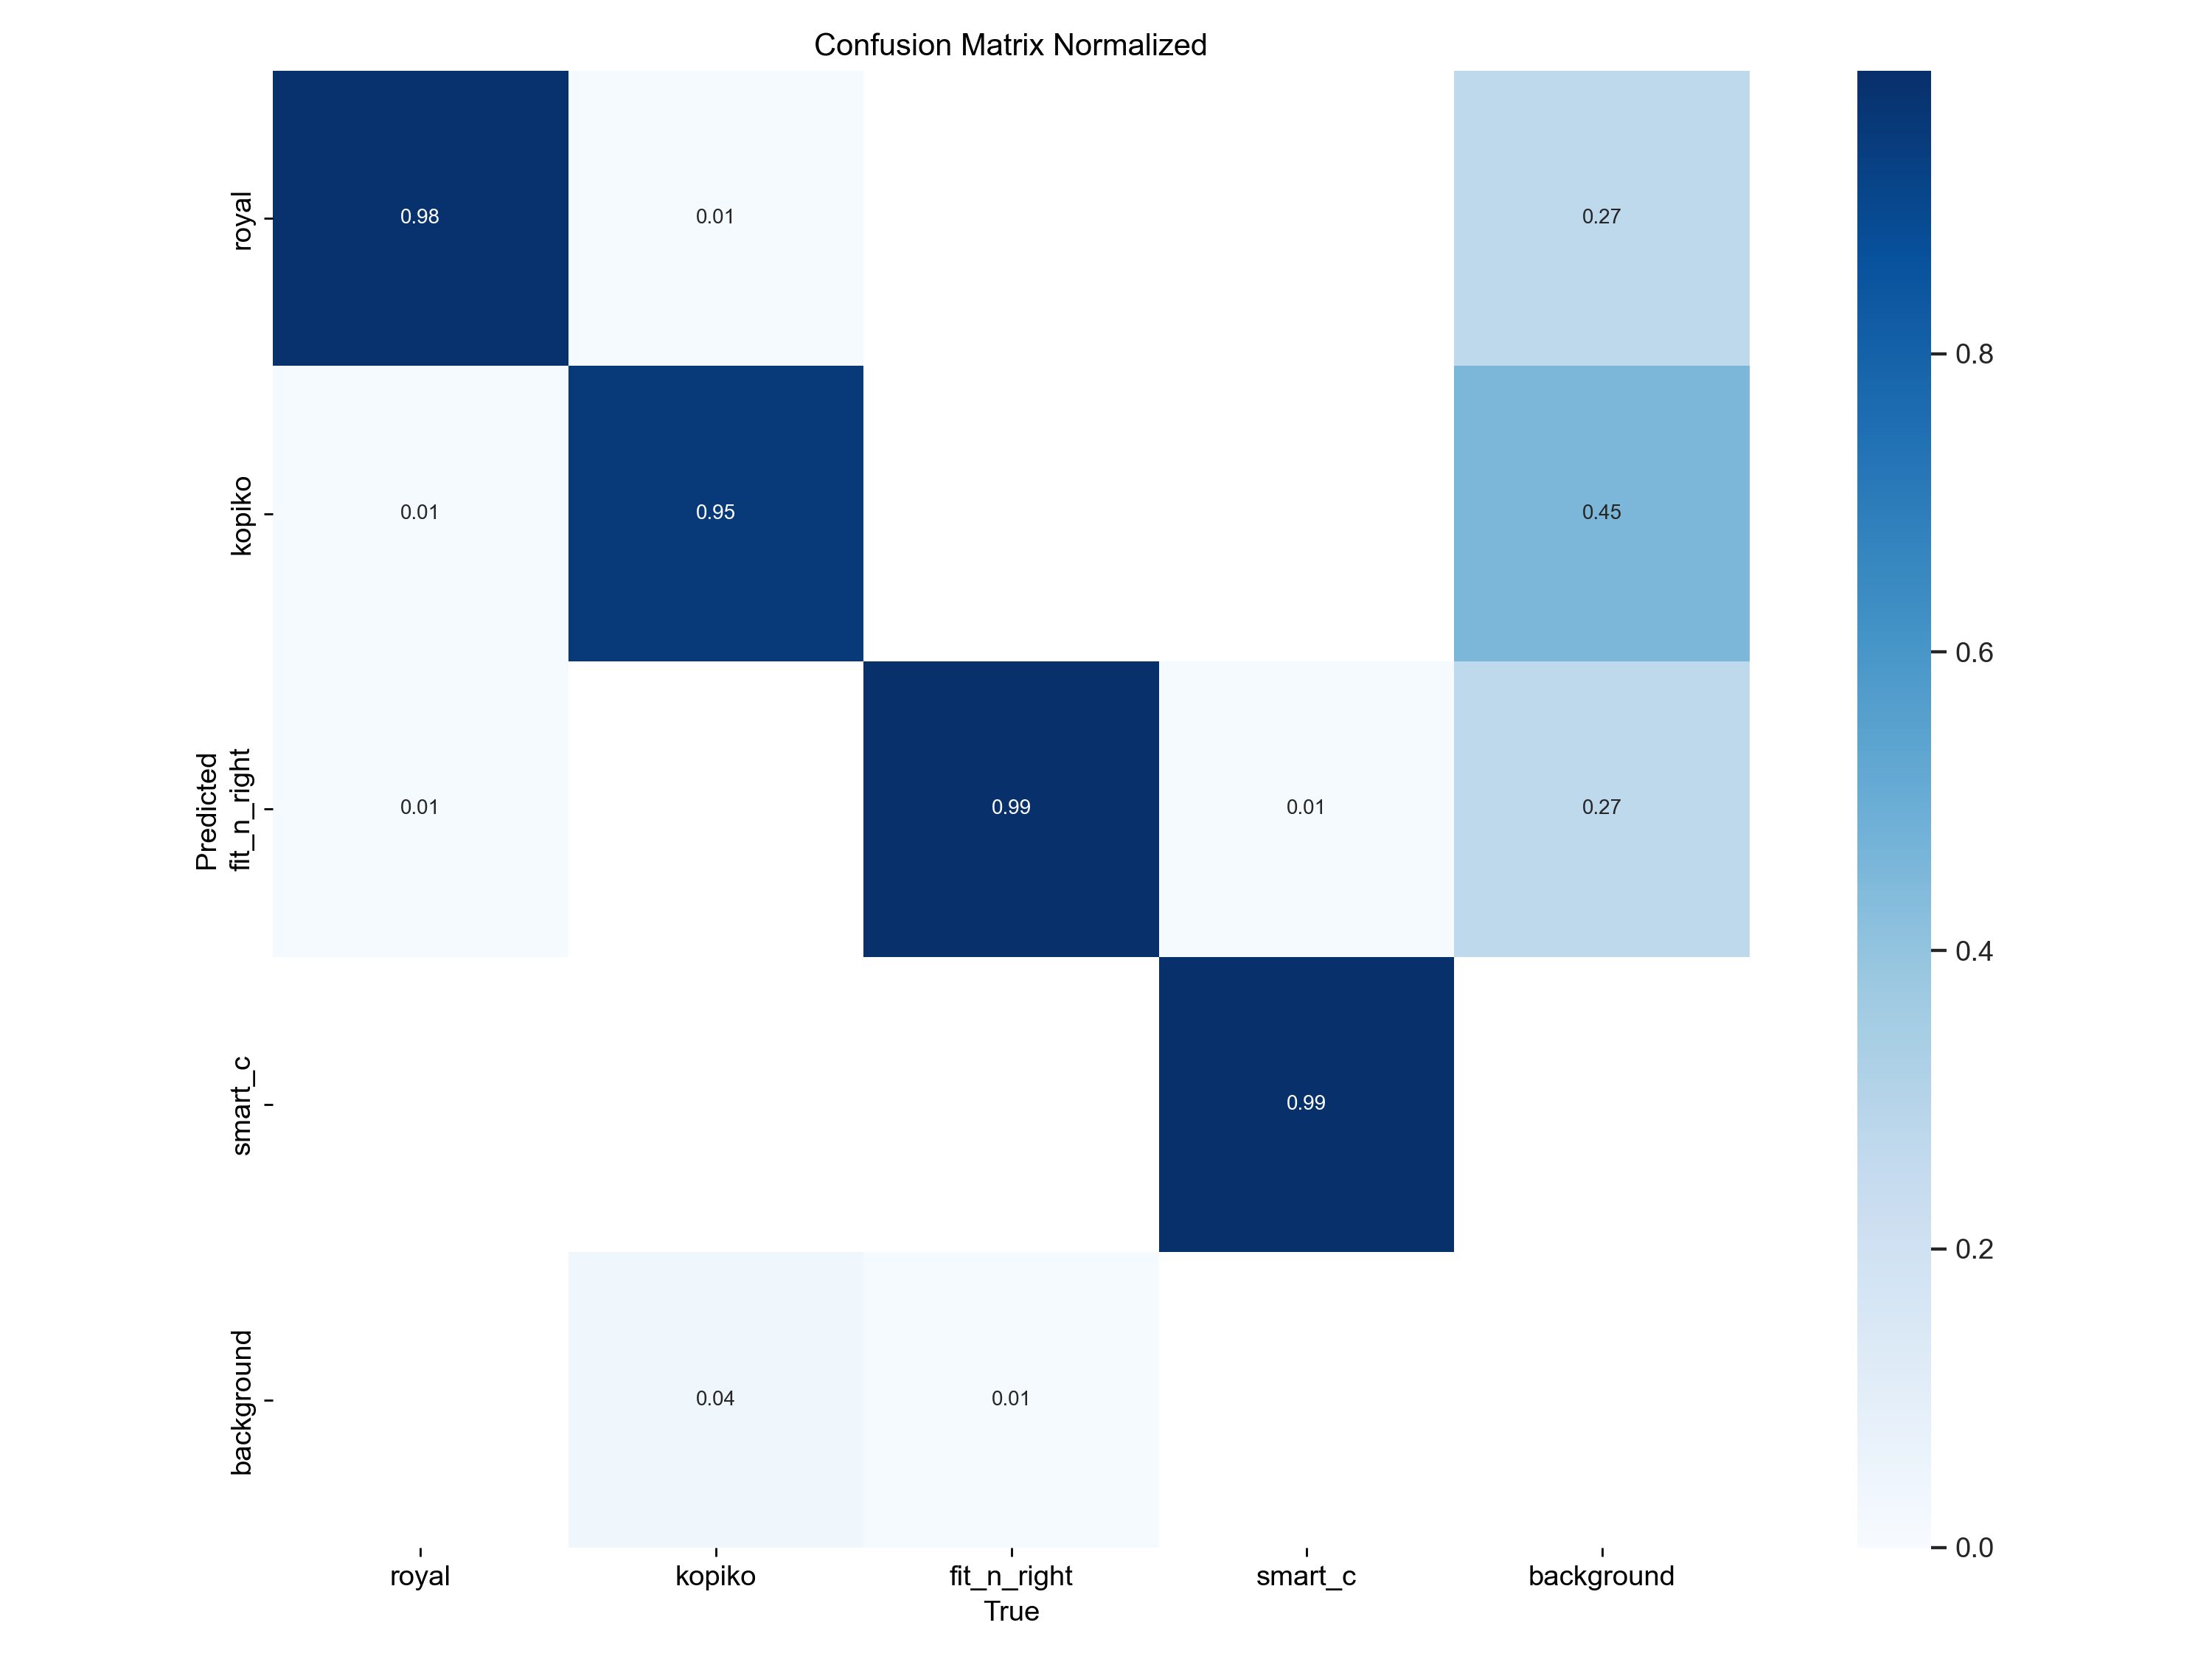 Confusion Matrix Normalized
royal
0.98
0.01
0.27
0.8
kopiko
0.01
0.95
0.45
0.6
Predicted
fit_n_right
0.01
0.99
0.01
0.27
0.4
smart_c
0.99
0.2
background
0.04
0.01
0.0
royal kopiko fit_n_right smart_c background
True